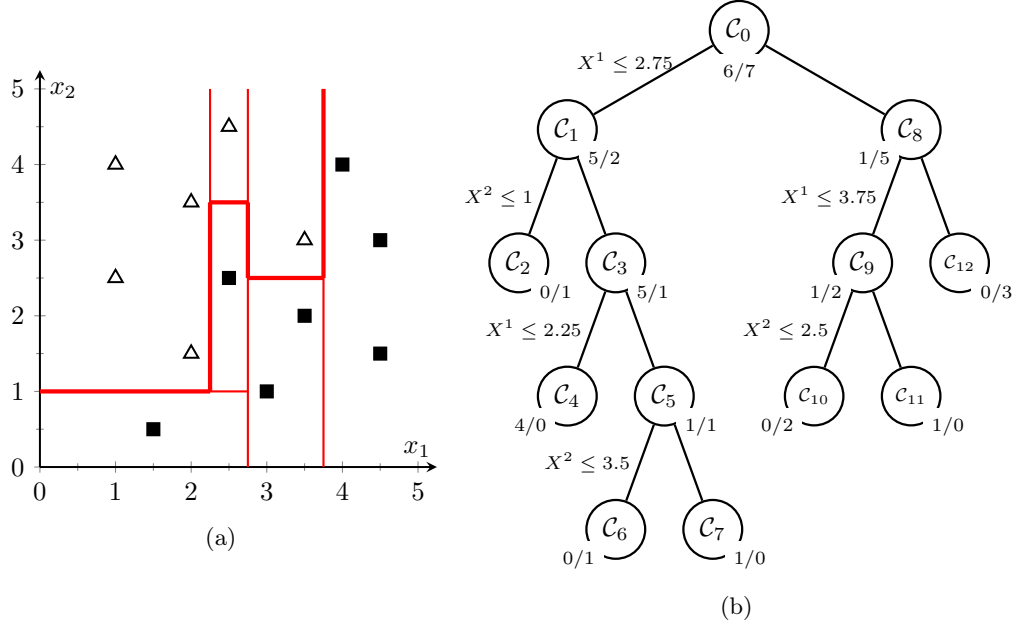 5
x₂
4
3
2
1
0
0 1 2 3 4 5
x₁
(a)
C₀
6/7
X¹ ≤ 2.75
C₁
5/2
C₈
1/5
X² ≤ 1
X¹ ≤ 3.75
C₂
0/1
C₃
5/1
C₉
1/2
C₁₂
0/3
X¹ ≤ 2.25
X² ≤ 2.5
C₄
4/0
C₅
1/1
C₁₀
0/2
C₁₁
1/0
X² ≤ 3.5
C₆
0/1
C₇
1/0
(b)